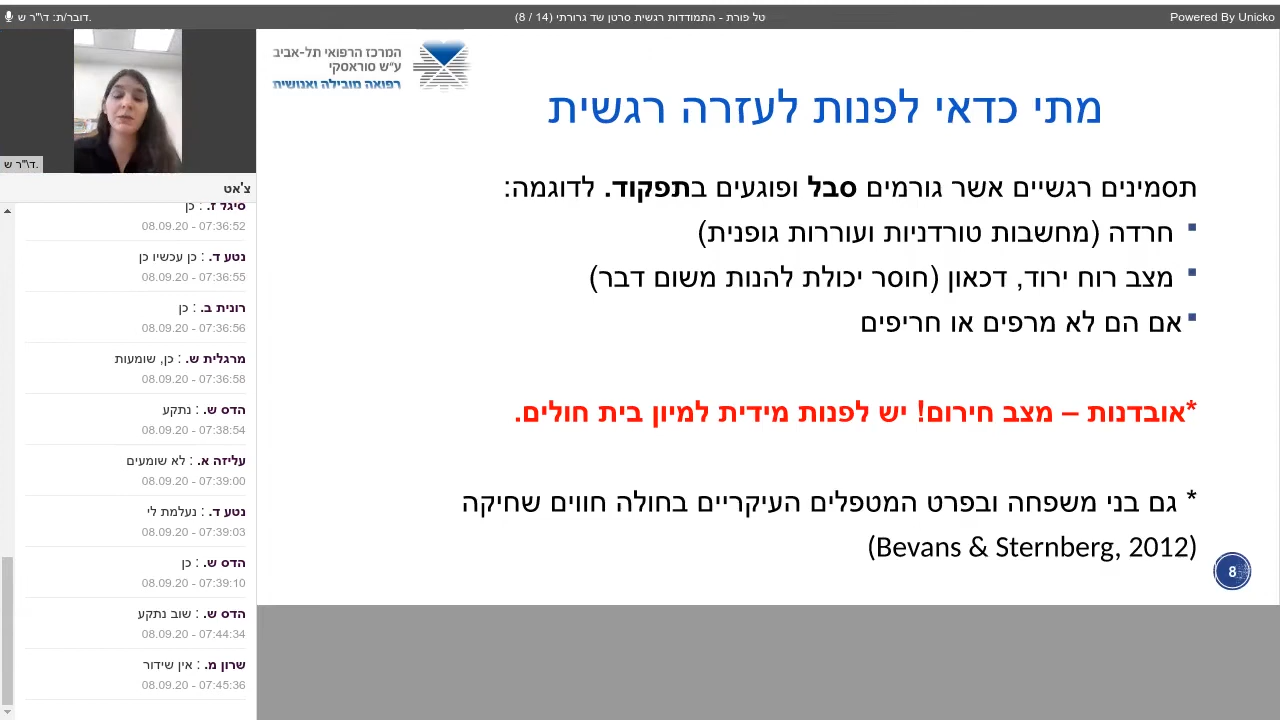 דובר/ת: ד\"ר ש.
טל פורת - התמודדות רגשית סרטן שד גרורתי (14 / 8)
Powered By Unicko
ד\"ר ש.
צ'אט
סיגל ז. : כן
08.09.20 - 07:36:52
נטע ד. : כן עכשיו כן
08.09.20 - 07:36:55
רונית ב. : כן
08.09.20 - 07:36:56
מרגלית ש. : כן, שומעות
08.09.20 - 07:36:58
הדס ש. : נתקע
08.09.20 - 07:38:54
עליזה א. : לא שומעים
08.09.20 - 07:39:00
נטע ד. : נעלמת לי
08.09.20 - 07:39:03
הדס ש. : כן
08.09.20 - 07:39:10
הדס ש. : שוב נתקע
08.09.20 - 07:44:34
שרון מ. : אין שידור
08.09.20 - 07:45:36
המרכז הרפואי תל-אביב
ע"ש סוראסקי
רפואה מובילה ואנושית
מתי כדאי לפנות לעזרה רגשית
תסמינים רגשיים אשר גורמים סבל ופוגעים בתפקוד. לדוגמה:
▪ חרדה (מחשבות טורדניות ועוררות גופנית)
▪ מצב רוח ירוד, דכאון (חוסר יכולת להנות משום דבר)
▪ אם הם לא מרפים או חריפים
*אובדנות – מצב חירום! יש לפנות מידית למיון בית חולים.
* גם בני משפחה ובפרט המטפלים העיקריים בחולה חווים שחיקה
(Bevans & Sternberg, 2012)
8